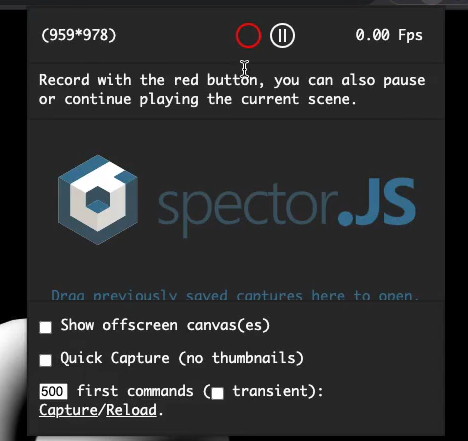 (959*978) 0.00 Fps
Record with the red button, you can also pause
or continue playing the current scene.
spector.JS
Drag previously saved captures here to open.
Show offscreen canvas(es)
Quick Capture (no thumbnails)
500 first commands ( transient):
Capture/Reload.